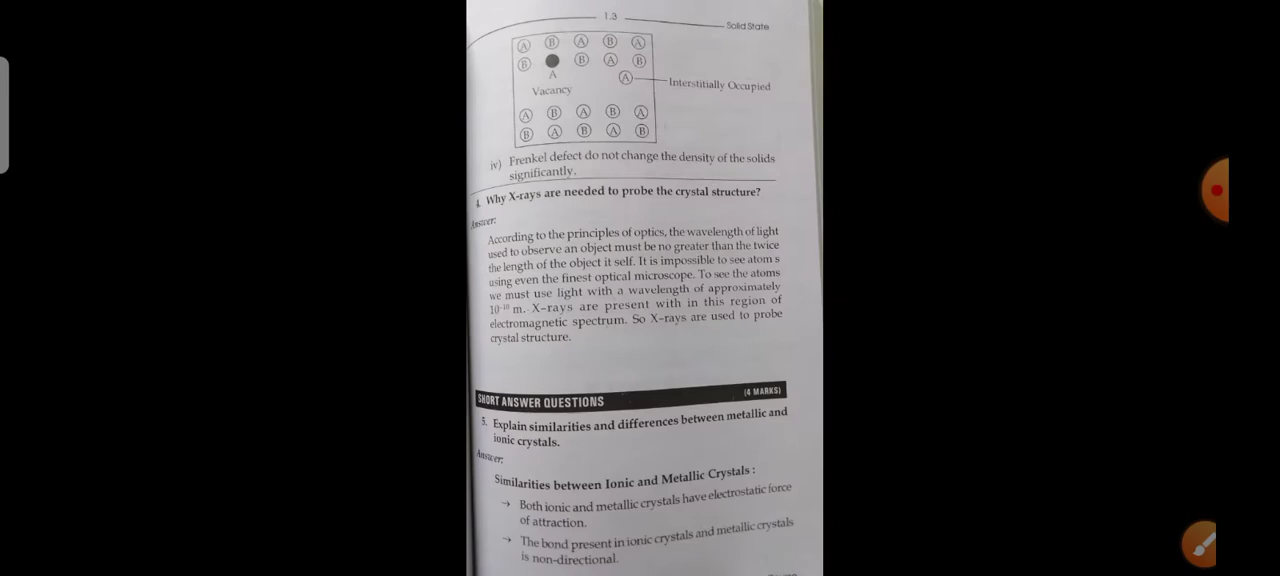 1.3
Solid State
A B A B A
B B A B
A
A
Interstitially Occupied
Vacancy
A B A B A
B A B A B
iv) Frenkel defect do not change the density of the solids
significantly.
4. Why X-rays are needed to probe the crystal structure?
Answer:
According to the principles of optics, the wavelength of light
used to observe an object must be no greater than the twice
the length of the object it self. It is impossible to see atom s
using even the finest optical microscope. To see the atoms
we must use light with a wavelength of approximately
10⁻¹⁰ m. X-rays are present with in this region of
electromagnetic spectrum. So X-rays are used to probe
crystal structure.
SHORT ANSWER QUESTIONS (4 MARKS)
5. Explain similarities and differences between metallic and
ionic crystals.
Answer:
Similarities between Ionic and Metallic Crystals :
→ Both ionic and metallic crystals have electrostatic force
of attraction.
→ The bond present in ionic crystals and metallic crystals
is non-directional.